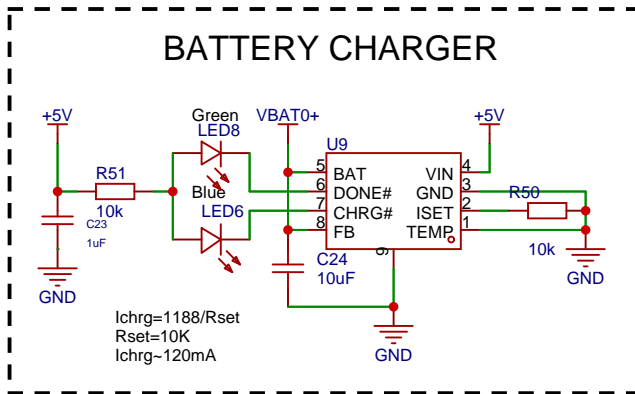 BATTERY CHARGER
+5V
Green
LED8
VBAT0+
+5V
U9
R51
10k
Blue
LED6
C23
1uF
GND
5 BAT VIN 4
6 DONE# GND 3
7 CHRG# ISET 2
8 FB TEMP 1
9
R50
10k
GND
C24
10uF
GND
Ichrg=1188/Rset
Rset=10K
Ichrg~120mA